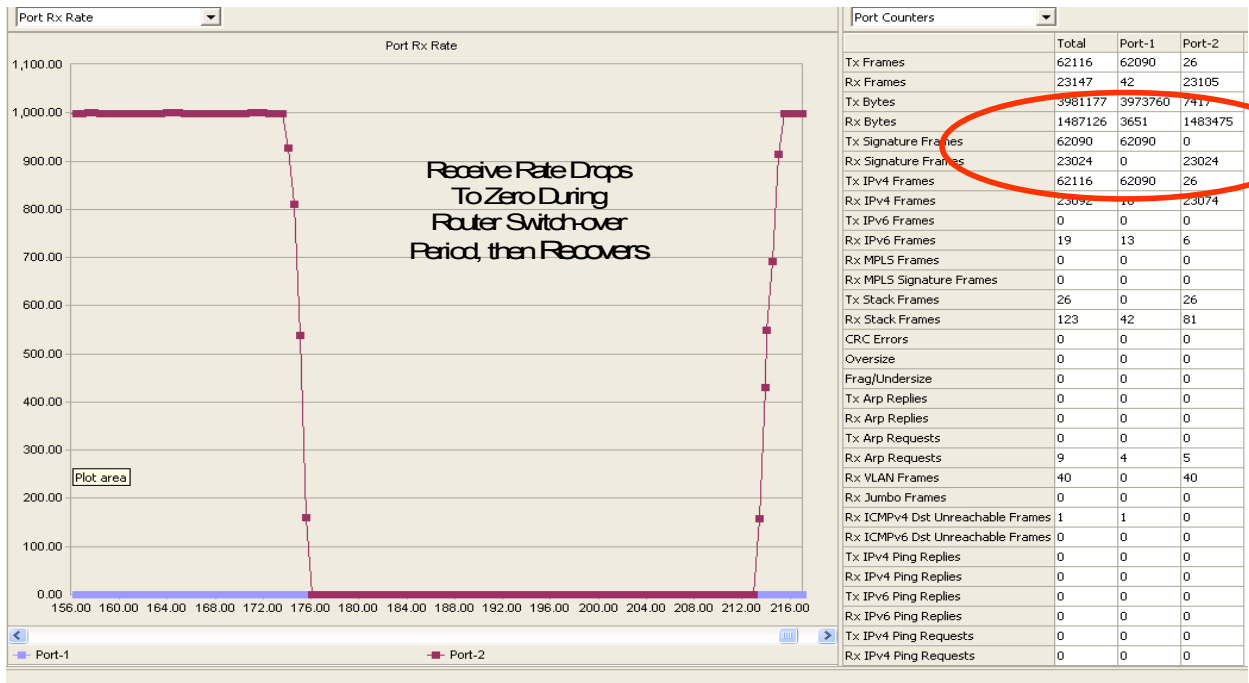 Port Rx Rate
Port Rx Rate
1,100.00
1,000.00
900.00
800.00
700.00
600.00
500.00
400.00
300.00
200.00
100.00
0.00
Receive Rate Drops
To Zero During
Router Switch-over
Period, then Recovers
Plot area
156.00 160.00 164.00 168.00 172.00 176.00 180.00 184.00 188.00 192.00 196.00 200.00 204.00 208.00 212.00 216.00
Port-1 Port-2
Port Counters
Total Port-1 Port-2
Tx Frames 62116 62090 26
Rx Frames 23147 42 23105
Tx Bytes 3981177 3973760 7417
Rx Bytes 1487126 3651 1483475
Tx Signature Frames 62090 62090 0
Rx Signature Frames 23024 0 23024
Tx IPv4 Frames 62116 62090 26
Rx IPv4 Frames 23092 23074
Tx IPv6 Frames 0 0 0
Rx IPv6 Frames 19 13 6
Rx MPLS Frames 0 0 0
Rx MPLS Signature Frames 0 0 0
Tx Stack Frames 26 0 26
Rx Stack Frames 123 42 81
CRC Errors 0 0 0
Oversize 0 0 0
Frag/Undersize 0 0 0
Tx Arp Replies 0 0 0
Rx Arp Replies 0 0 0
Tx Arp Requests 0 0 0
Rx Arp Requests 9 4 5
Rx VLAN Frames 40 0 40
Rx Jumbo Frames 0 0 0
Rx ICMPv4 Dst Unreachable Frames 1 1 0
Rx ICMPv6 Dst Unreachable Frames 0 0 0
Tx IPv4 Ping Replies 0 0 0
Rx IPv4 Ping Replies 0 0 0
Tx IPv6 Ping Replies 0 0 0
Rx IPv6 Ping Replies 0 0 0
Tx IPv4 Ping Requests 0 0 0
Rx IPv4 Ping Requests 0 0 0